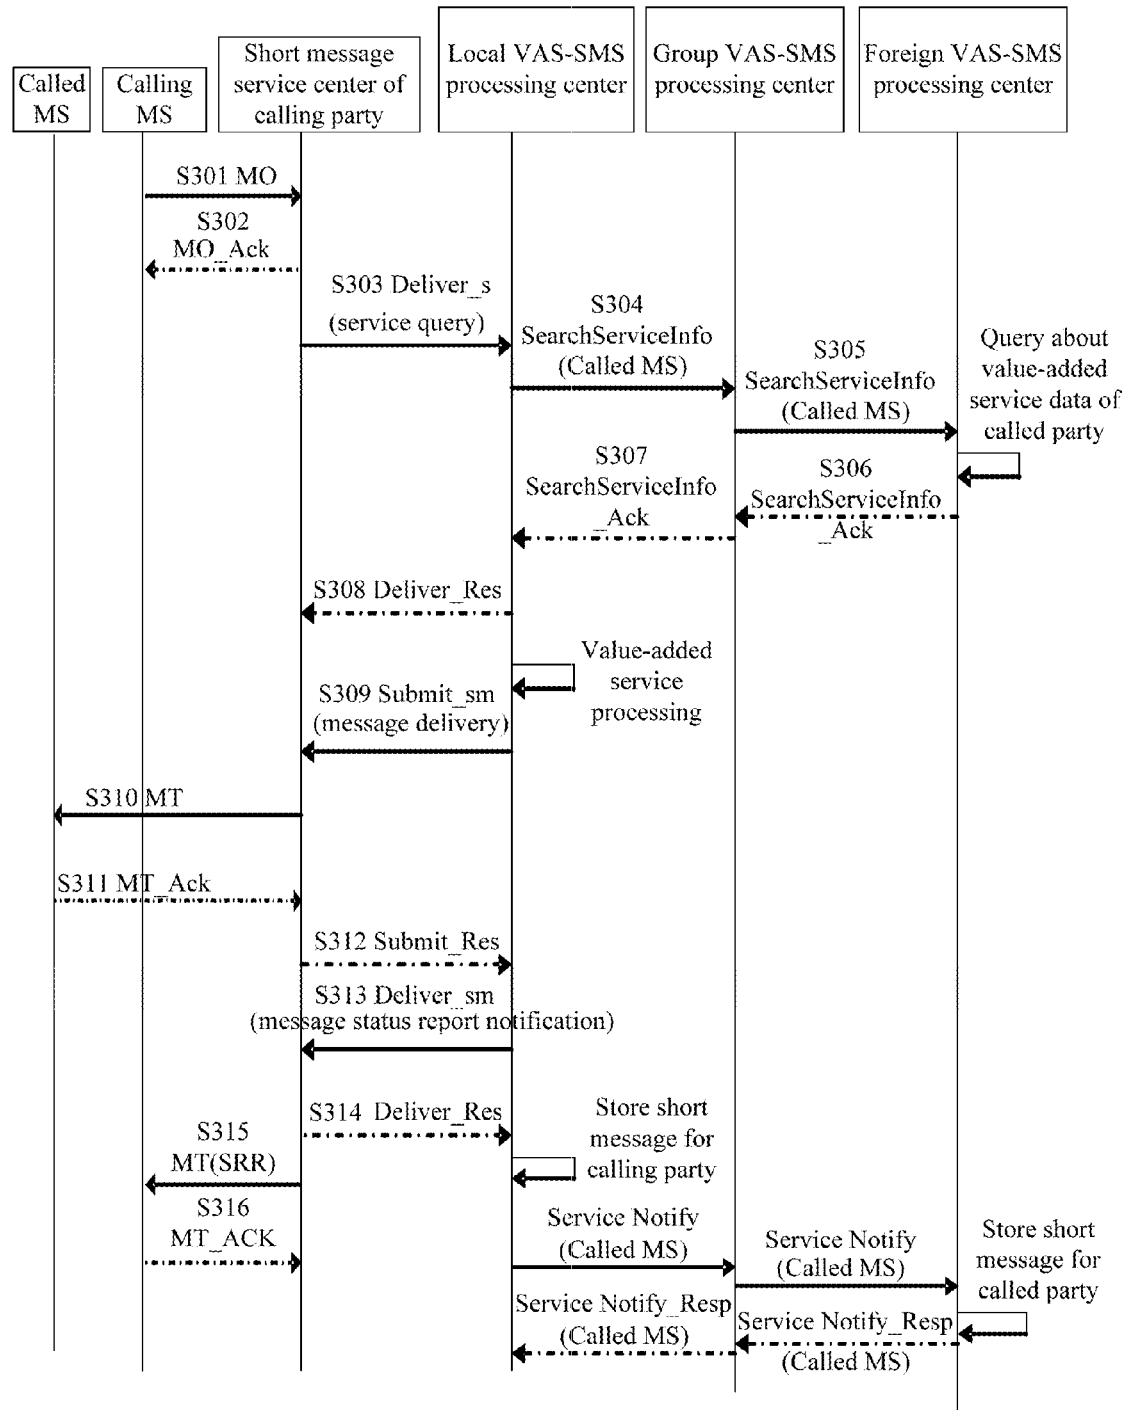 Called
MS
Calling
MS
Short message
service center of
calling party
Local VAS-SMS
processing center
Group VAS-SMS
processing center
Foreign VAS-SMS
processing center
S301 MO
S302
MO_Ack
S303 Deliver_s
(service query)
S304
SearchServiceInfo
(Called MS)
S305
SearchServiceInfo
(Called MS)
Query about
value-added
service data of
called party
S306
SearchServiceInfo
_Ack
S307
SearchServiceInfo
_Ack
S308 Deliver_Res
Value-added
service
processing
S309 Submit_sm
(message delivery)
S310 MT
S311 MT_Ack
S312 Submit_Res
S313 Deliver_sm
(message status report notification)
S314 Deliver_Res
Store short
message for
calling party
S315
MT(SRR)
S316
MT_ACK
Service Notify
(Called MS)
Service Notify
(Called MS)
Store short
message for
called party
Service Notify_Resp
(Called MS)
Service Notify_Resp
(Called MS)